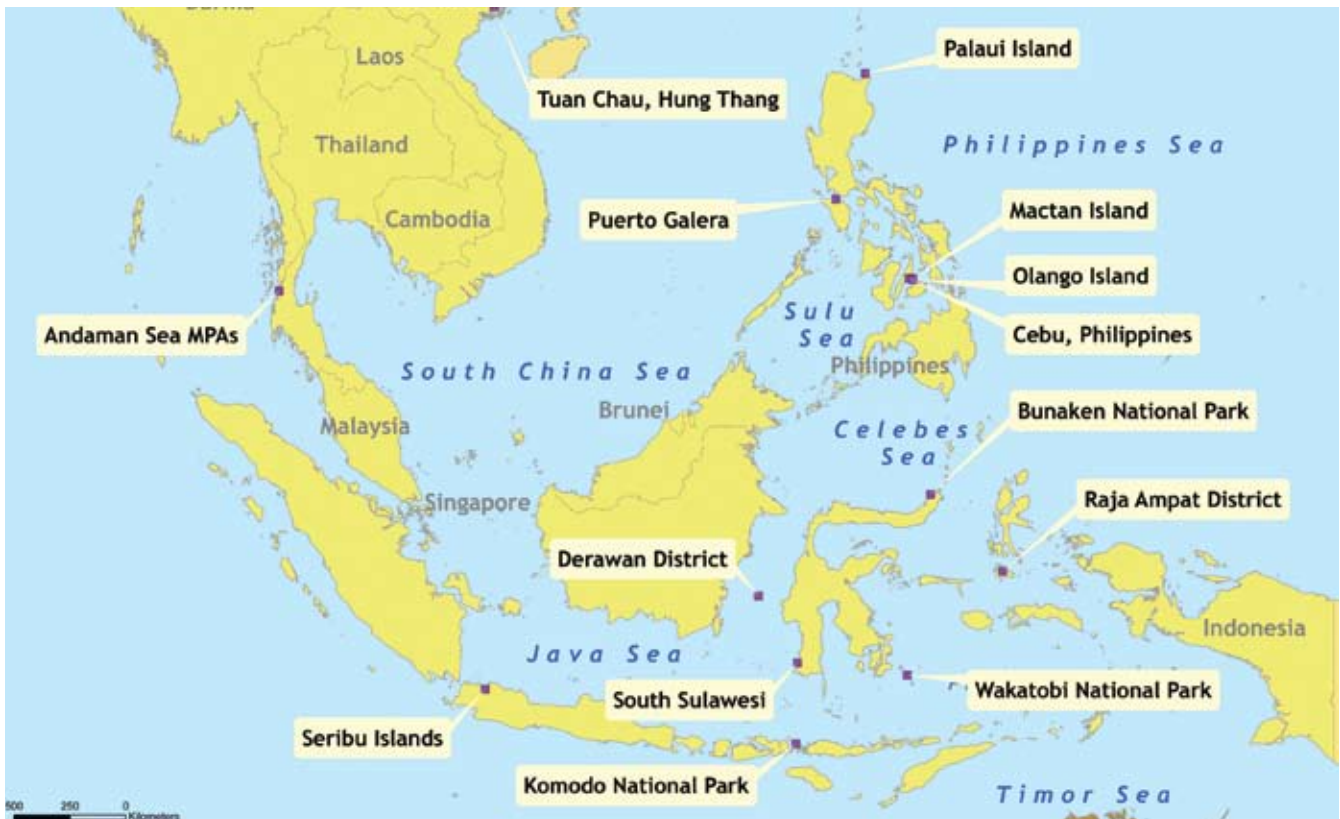 Burma
Laos
Palaui Island
Tuan Chau, Hung Thang
Thailand
Philippines Sea
Cambodia
Puerto Galera
Mactan Island
Olango Island
Andaman Sea MPAs
Sulu
Sea
Cebu, Philippines
South China Sea
Philippines
Brunei
Bunaken National Park
Malaysia
Celebes
Sea
Singapore
Raja Ampat District
Derawan District
Indonesia
Java Sea
South Sulawesi
Wakatobi National Park
Seribu Islands
Komodo National Park
Timor Sea
500 250 0
Kilometers